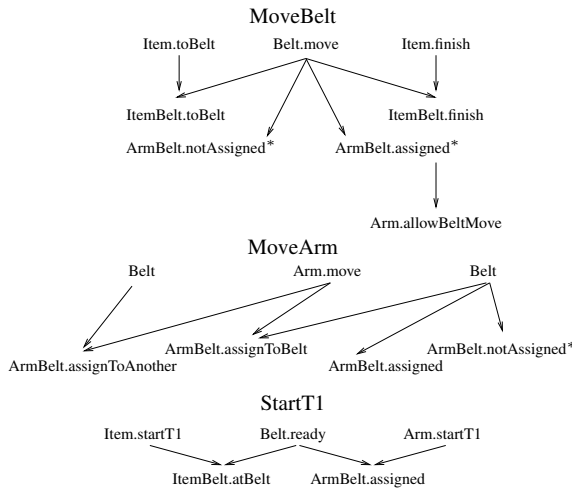 MoveBelt
Item.toBelt Belt.move Item.finish
ItemBelt.toBelt ItemBelt.finish
ArmBelt.notAssigned* ArmBelt.assigned*
Arm.allowBeltMove
MoveArm
Belt Arm.move Belt
ArmBelt.assignToBelt ArmBelt.notAssigned*
ArmBelt.assignToAnother ArmBelt.assigned
StartT1
Item.startT1 Belt.ready Arm.startT1
ItemBelt.atBelt ArmBelt.assigned